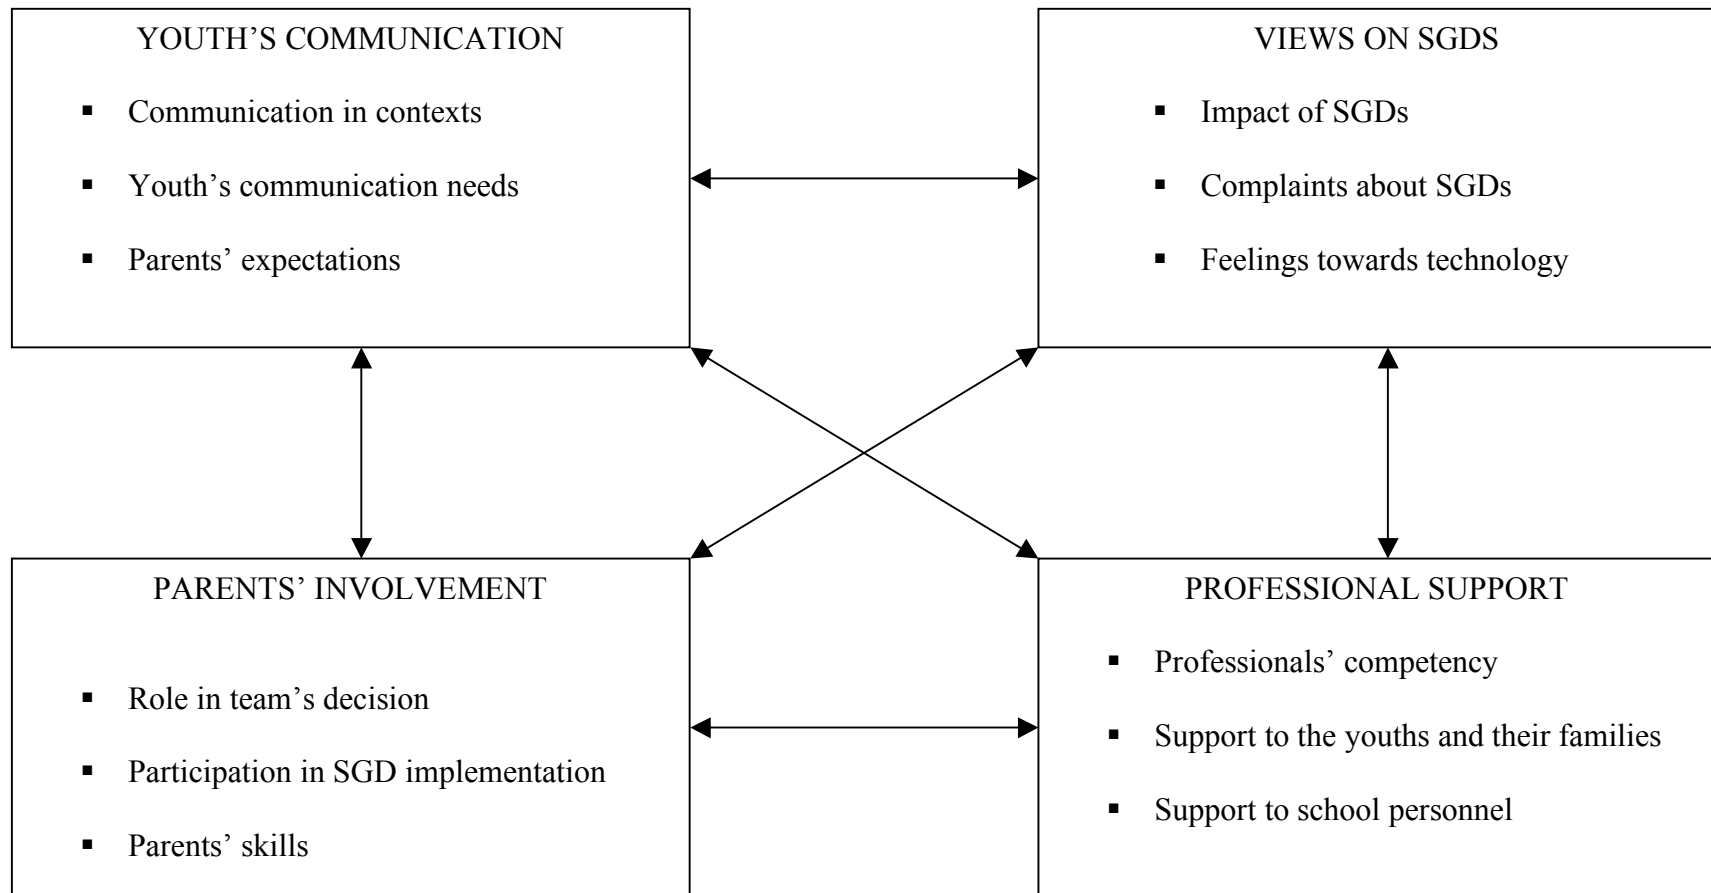 YOUTH’S COMMUNICATION
▪ Communication in contexts
▪ Youth’s communication needs
▪ Parents’ expectations
VIEWS ON SGDS
▪ Impact of SGDs
▪ Complaints about SGDs
▪ Feelings towards technology
PARENTS’ INVOLVEMENT
▪ Role in team’s decision
▪ Participation in SGD implementation
▪ Parents’ skills
PROFESSIONAL SUPPORT
▪ Professionals’ competency
▪ Support to the youths and their families
▪ Support to school personnel